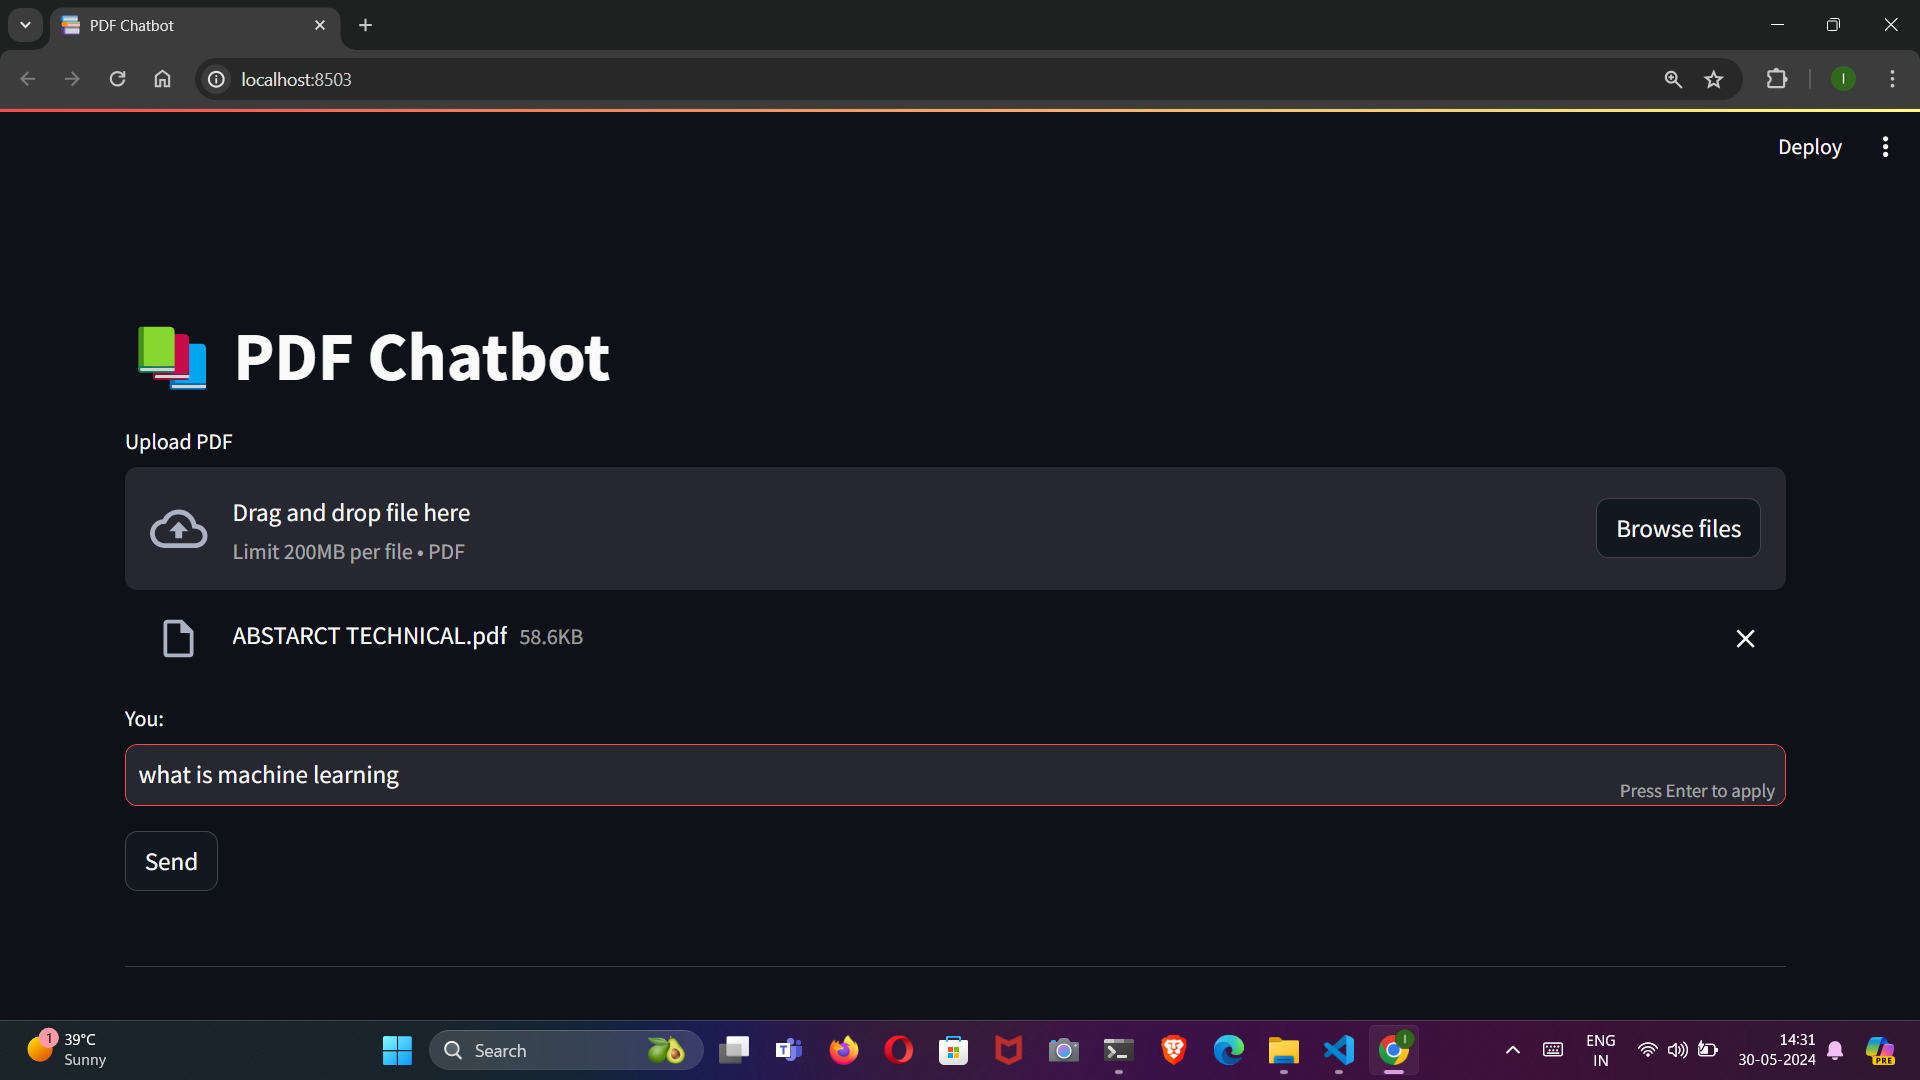 PDF Chatbot
localhost:8503
I
Deploy
PDF Chatbot
Upload PDF
Drag and drop file here
Limit 200MB per file • PDF
Browse files
ABSTARCT TECHNICAL.pdf 58.6KB
You:
what is machine learning
Press Enter to apply
Send
1
39°C
Sunny
Search
T
I
ENG
IN
14:31
30-05-2024
PRE